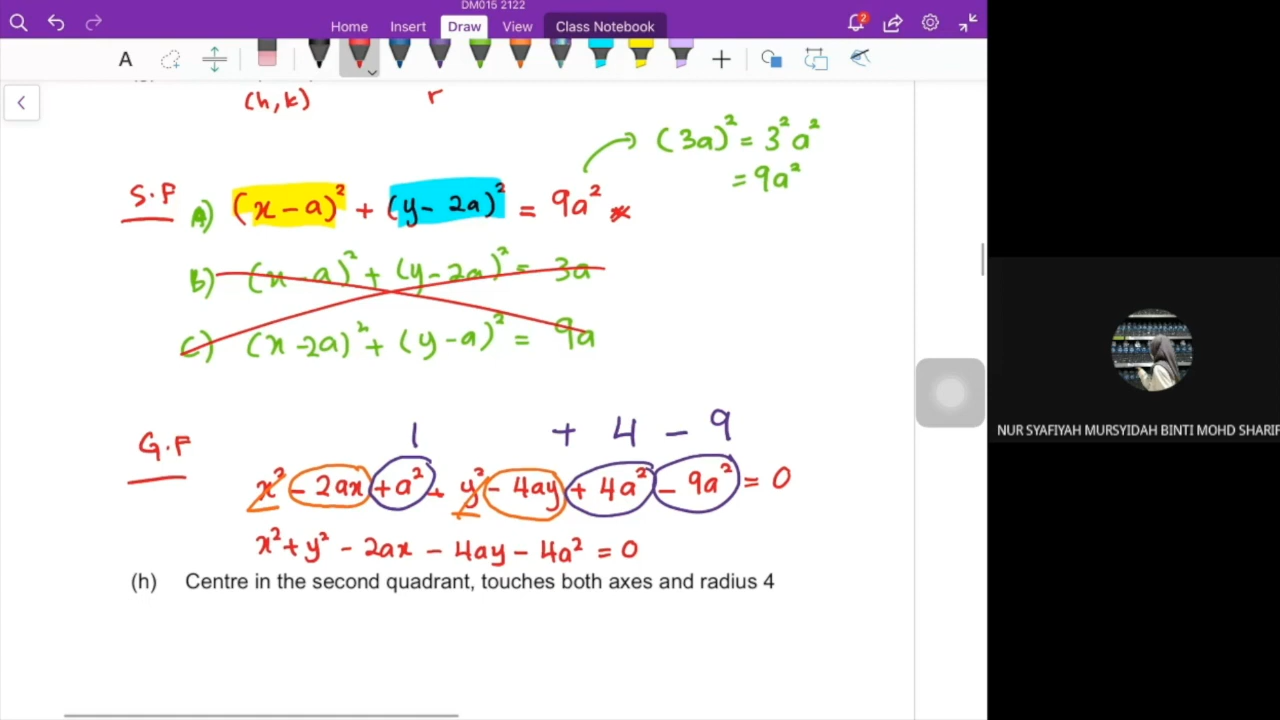 DM015 2122
Home Insert Draw View Class Notebook
2
A
(h, k) r
(3a)² = 3²a²
= 9a²
S.F A) (x - a)² + (y - 2a)² = 9a² *
B) (x - a)² + (y - 2a)² = 3a
C) (x - 2a)² + (y - a)² = 9a
1 + 4 - 9
G.F
x² - 2ax + a² + y² - 4ay + 4a² - 9a² = 0
x² + y² - 2ax - 4ay - 4a² = 0
(h) Centre in the second quadrant, touches both axes and radius 4
NUR SYAFIYAH MURSYIDAH BINTI MOHD SHARIF